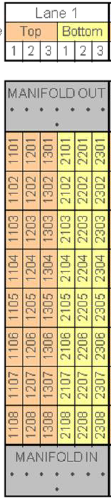 Lane 1
Top Bottom
1 2 3 1 2 3
MANIFOLD OUT
1101 1201 1301 2101 2201 2301
1102 1202 1302 2102 2202 2302
1103 1203 1303 2103 2203 2303
1104 1204 1304 2104 2204 2304
1105 1205 1305 2105 2205 2305
1106 1206 1306 2106 2206 2306
1107 1207 1307 2107 2207 2307
1108 1208 1308 2108 2208 2308
MANIFOLD IN